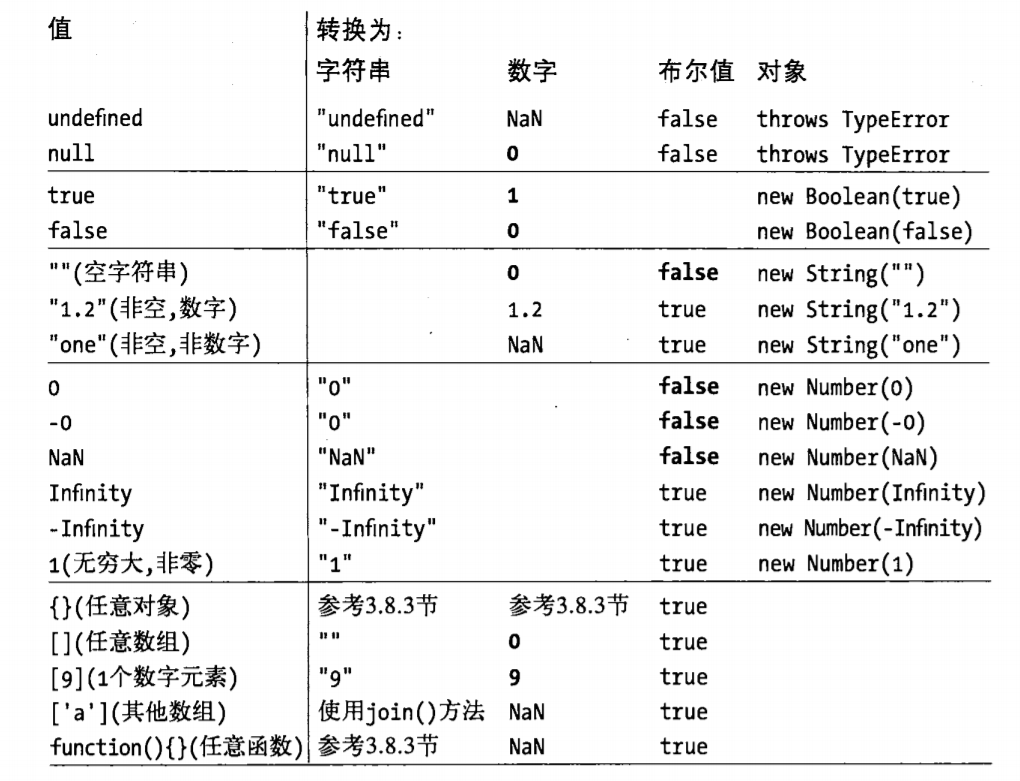 值 转换为:
字符串 数字 布尔值 对象
undefined "undefined" NaN false throws TypeError
null "null" 0 false throws TypeError
true "true" 1 new Boolean(true)
false "false" 0 new Boolean(false)
""(空字符串) 0 false new String("")
"1.2"(非空,数字) 1.2 true new String("1.2")
"one"(非空,非数字) NaN true new String("one")
0 "0" false new Number(0)
-0 "0" false new Number(-0)
NaN "NaN" false new Number(NaN)
Infinity "Infinity" true new Number(Infinity)
-Infinity "-Infinity" true new Number(-Infinity)
1(无穷大,非零) "1" true new Number(1)
{}(任意对象) 参考3.8.3节 参考3.8.3节 true
[](任意数组) "" 0 true
[9](1个数字元素) "9" 9 true
['a'](其他数组) 使用join()方法 NaN true
function(){}(任意函数) 参考3.8.3节 NaN true